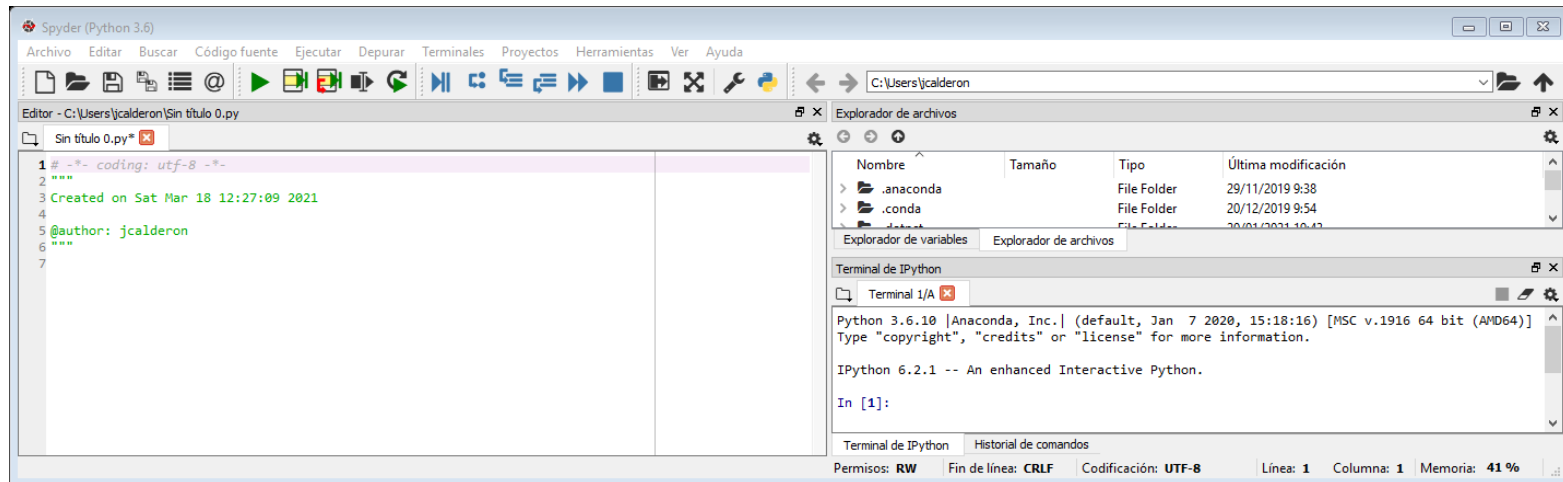 Spyder (Python 3.6)
Archivo Editar Buscar Código fuente Ejecutar Depurar Terminales Proyectos Herramientas Ver Ayuda
C:\Users\jcalderon
Editor - C:\Users\jcalderon\Sin título 0.py
Sin título 0.py*
1 # -*- coding: utf-8 -*-
2 """
3 Created on Sat Mar 18 12:27:09 2021
4
5 @author: jcalderon
6 """
7
Explorador de archivos
Nombre Tamaño Tipo Última modificación
.anaconda File Folder 29/11/2019 9:38
.conda File Folder 20/12/2019 9:54
Explorador de variables Explorador de archivos
Terminal de IPython
Terminal 1/A
Python 3.6.10 |Anaconda, Inc.| (default, Jan  7 2020, 15:18:16) [MSC v.1916 64 bit (AMD64)]
Type "copyright", "credits" or "license" for more information.
IPython 6.2.1 -- An enhanced Interactive Python.
In [1]:
Terminal de IPython Historial de comandos
Permisos: RW Fin de línea: CRLF Codificación: UTF-8 Línea: 1 Columna: 1 Memoria: 41 %